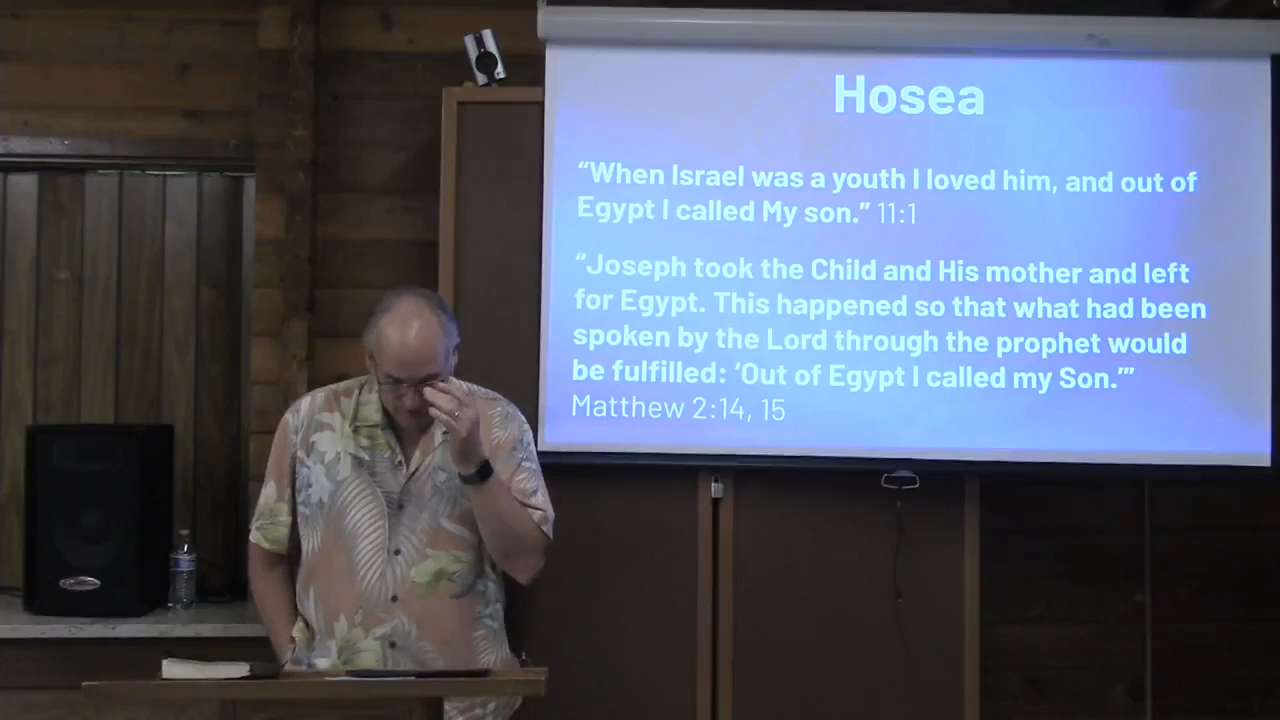 Hosea
“When Israel was a youth I loved him, and out of
Egypt I called My son.” 11:1
“Joseph took the Child and His mother and left
for Egypt. This happened so that what had been
spoken by the Lord through the prophet would
be fulfilled: ‘Out of Egypt I called my Son.’”
Matthew 2:14, 15